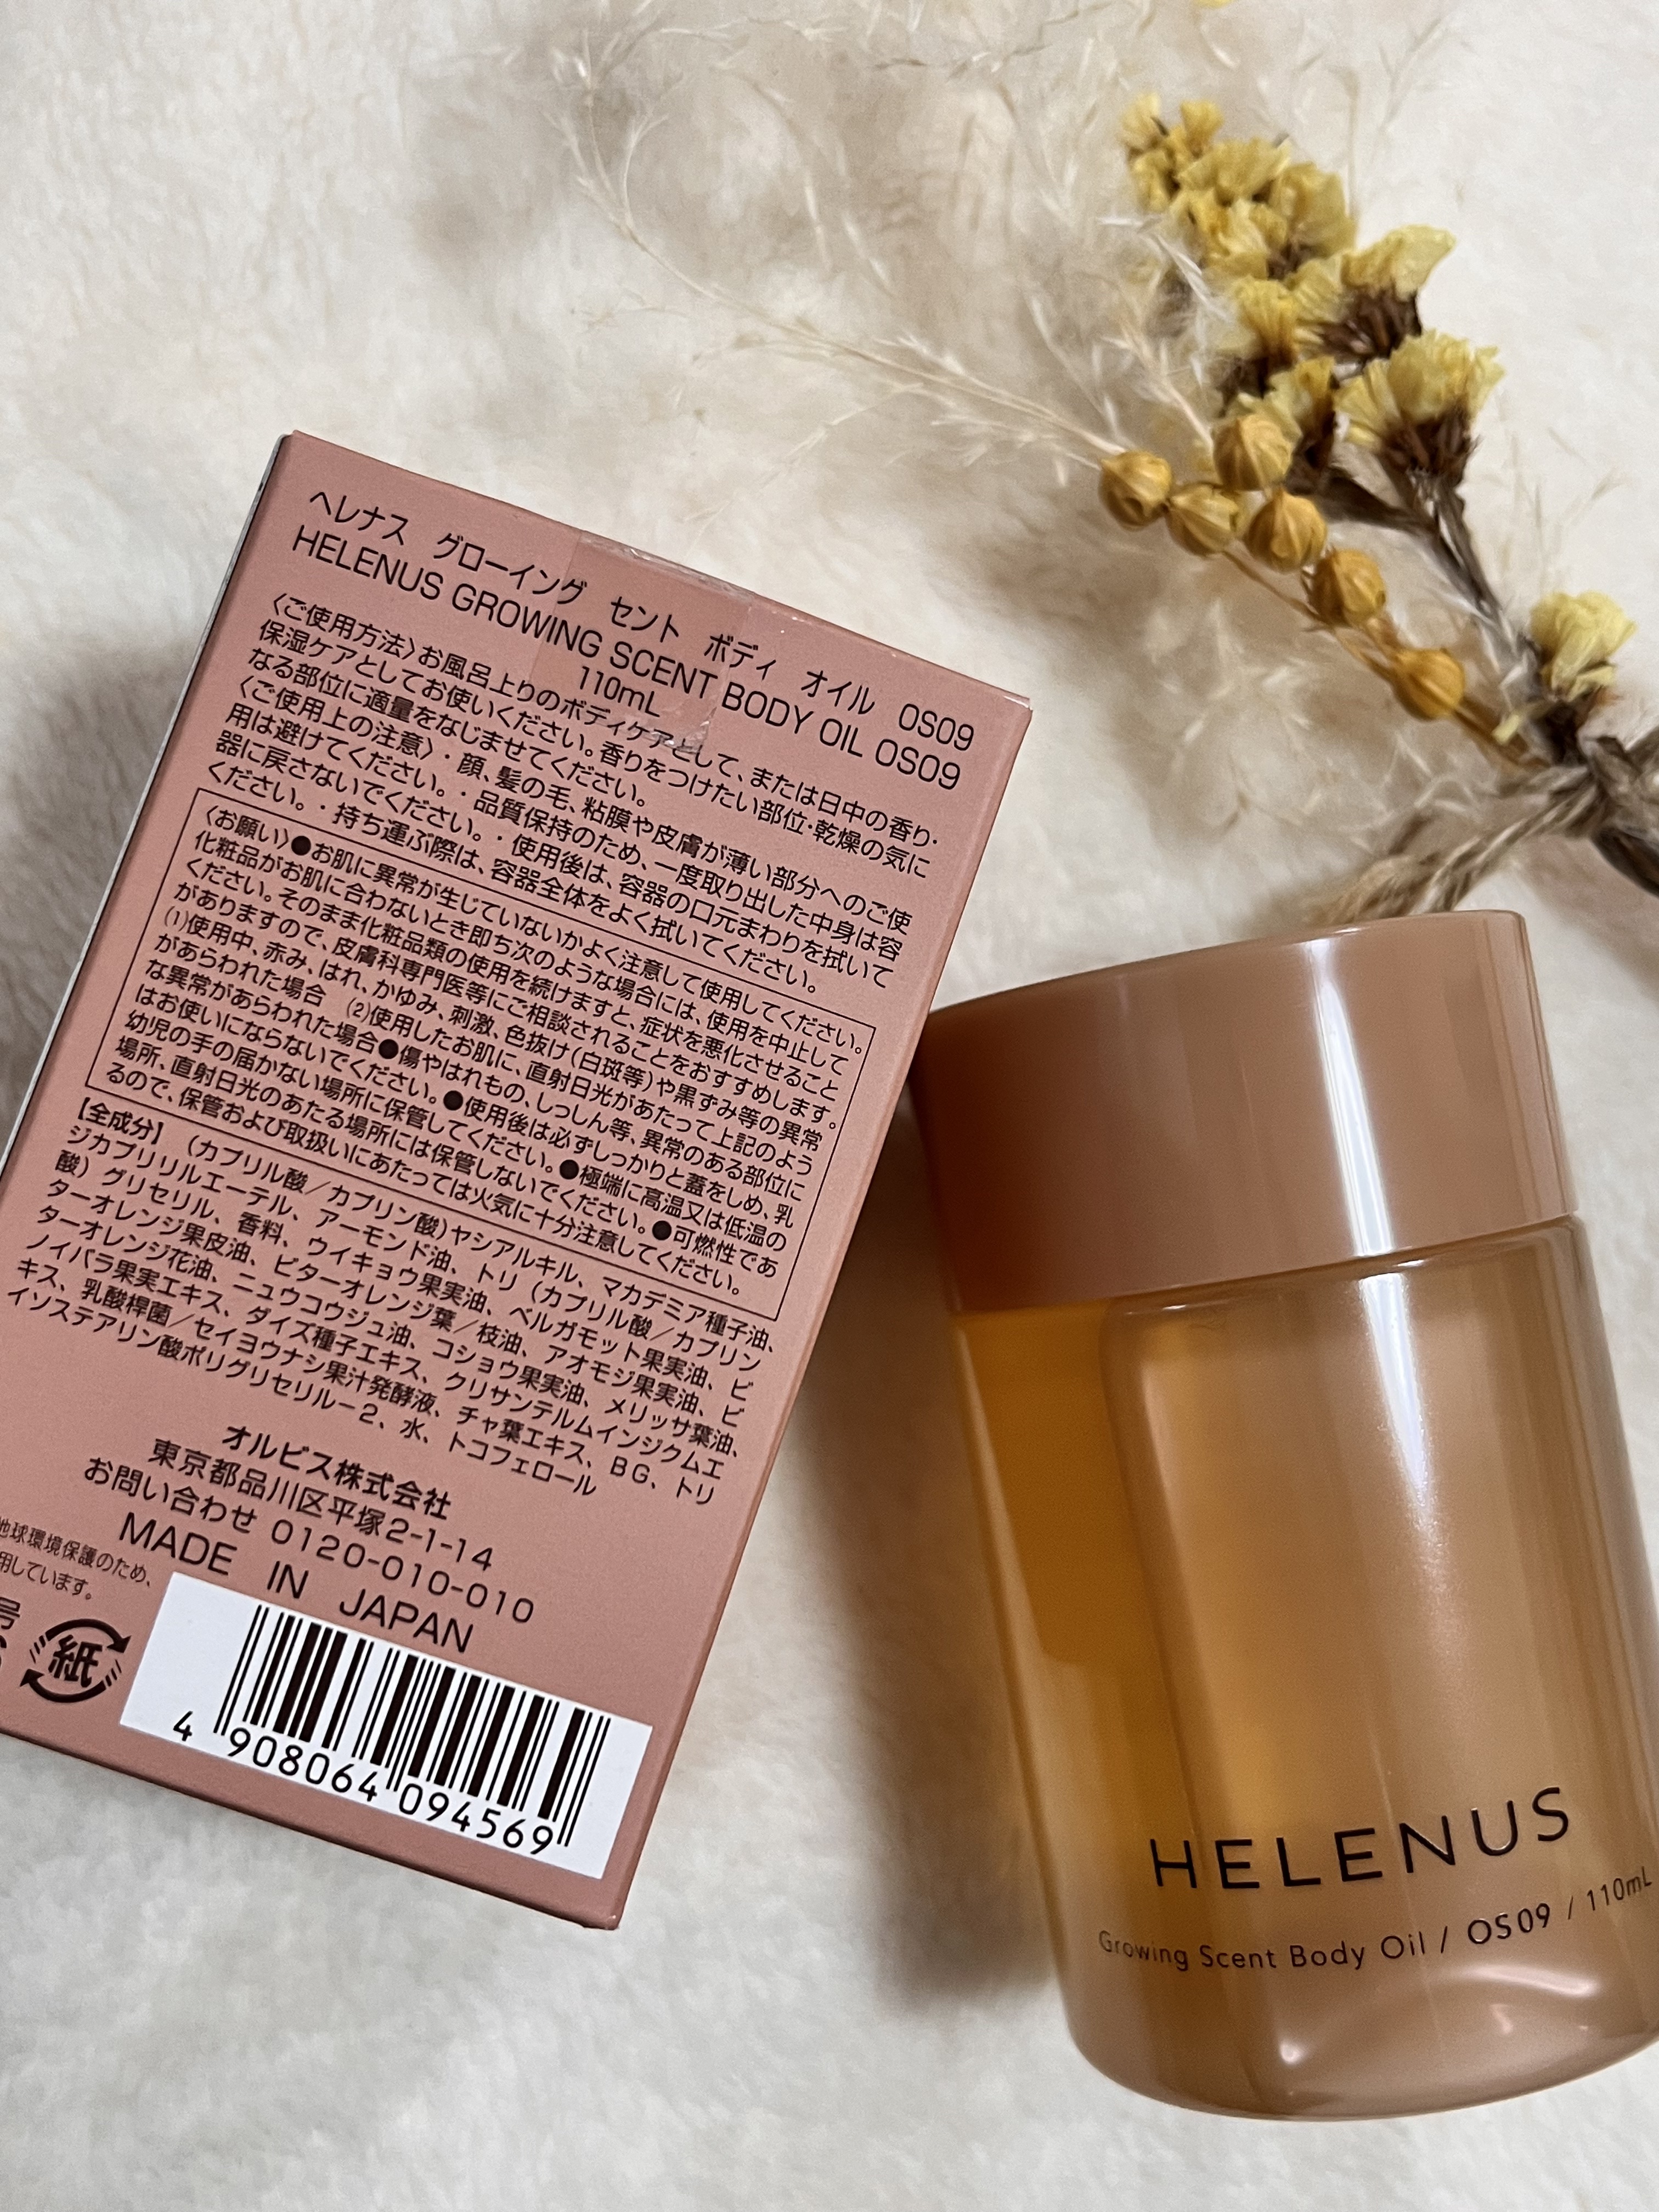 ヘレナス グローイング セント ボディ オイル OS09
HELENUS GROWING SCENT BODY OIL OS09
110mL
〈ご使用方法〉お風呂上りのボディケアとして、または日中の香り・
保湿ケアとしてお使いください。香りをつけたい部位・乾燥の気に
なる部位に適量をなじませてください。
〈ご使用上の注意〉・顔、髪の毛、粘膜や皮膚が薄い部分へのご使
用は避けてください。・品質保持のため、一度取り出した中身は容
器に戻さないでください。・使用後は、容器の口元まわりを拭いて
ください。・持ち運ぶ際は、容器全体をよく拭いてください。
〈お願い〉●お肌に異常が生じていないかよく注意して使用してください。
化粧品がお肌に合わないとき即ち次のような場合には、使用を中止して
ください。そのまま化粧品類の使用を続けますと、症状を悪化させること
がありますので、皮膚科専門医等にご相談されることをおすすめします。
(1)使用中、赤み、はれ、かゆみ、刺激、色抜け(白斑等)や黒ずみ等の異常
があらわれた場合 (2)使用したお肌に、直射日光があたって上記のよう
な異常があらわれた場合●傷やはれもの、しっしん等、異常のある部位に
はお使いにならないでください。●使用後は必ずしっかりと蓋をしめ、乳
幼児の手の届かない場所に保管してください。●極端に高温又は低温の
場所、直射日光のあたる場所には保管しないでください。●可燃性であ
るので、保管および取扱いにあたっては火気に十分注意してください。
【全成分】(カプリル酸/カプリン酸)ヤシアルキル、マカデミア種子油、
ジカプリリルエーテル、アーモンド油、トリ(カプリル酸/カプリン
酸)グリセリル、香料、ウイキョウ果実油、ベルガモット果実油、ビ
ターオレンジ果皮油、ビターオレンジ葉/枝油、アオモジ果実油、ビ
ターオレンジ花油、ニュウコウジュ油、コショウ果実油、メリッサ葉油、
ノイバラ果実エキス、ダイズ種子エキス、クリサンテルムインジクムエ
キス、乳酸桿菌/セイヨウナシ果汁発酵液、チャ葉エキス、BG、トリ
イソステアリン酸ポリグリセリル-2、水、トコフェロール
オルビス株式会社
東京都品川区平塚2-1-14
お問い合わせ 0120-010-010
MADE IN JAPAN
地球環境保護のため、
用しています。
号
紙
4 908064 094569
HELENUS
Growing Scent Body Oil / OS09 / 110mL